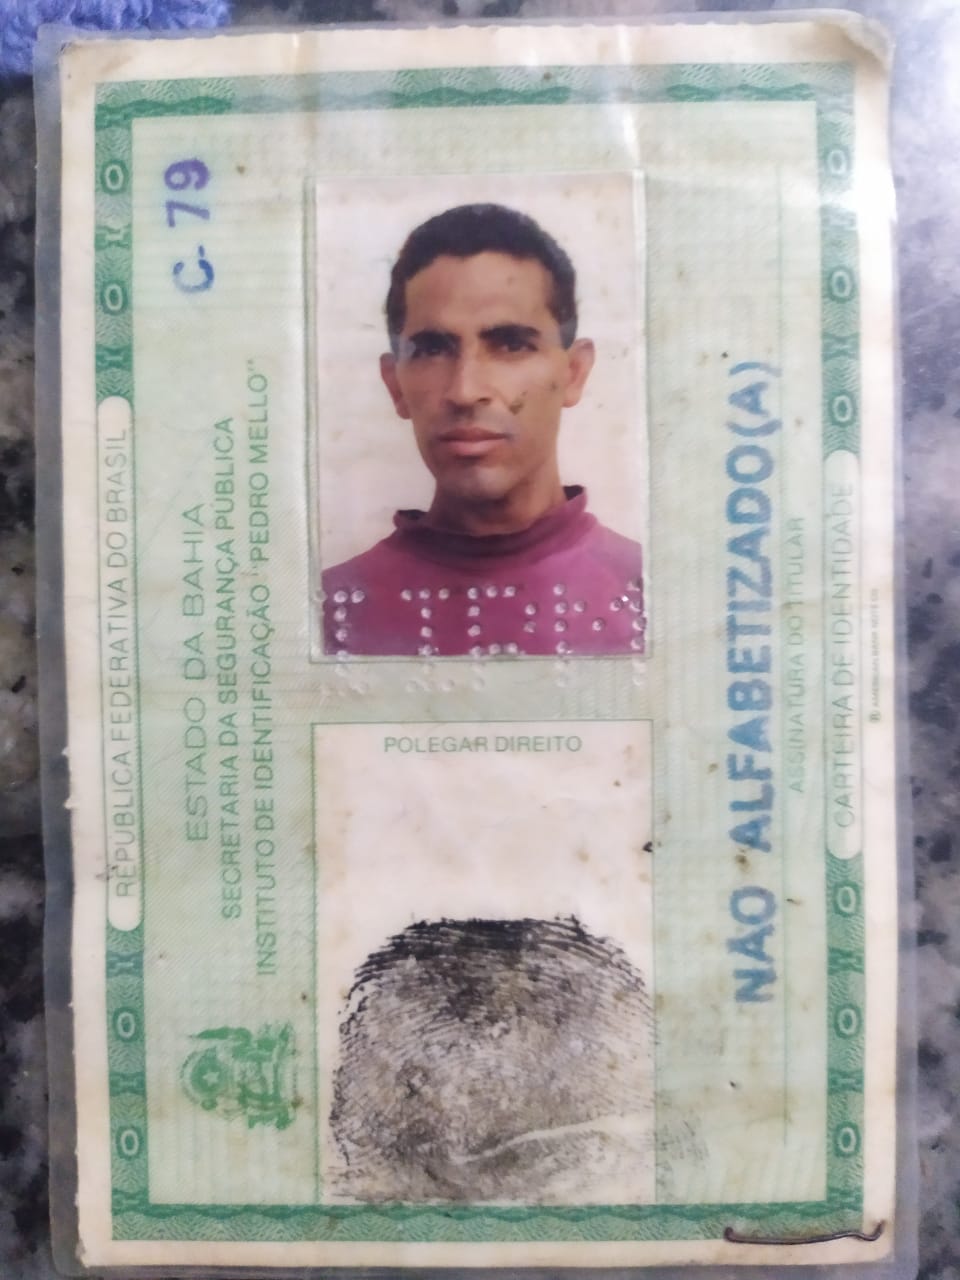 REPÚBLICA FEDERATIVA DO BRASIL
C-79
ESTADO DA BAHIA
SECRETARIA DA SEGURANÇA PÚBLICA
INSTITUTO DE IDENTIFICAÇÃO "PEDRO MELLO"
POLEGAR DIREITO
NÃO ALFABETIZADO(A)
ASSINATURA DO TITULAR
CARTEIRA DE IDENTIDADE